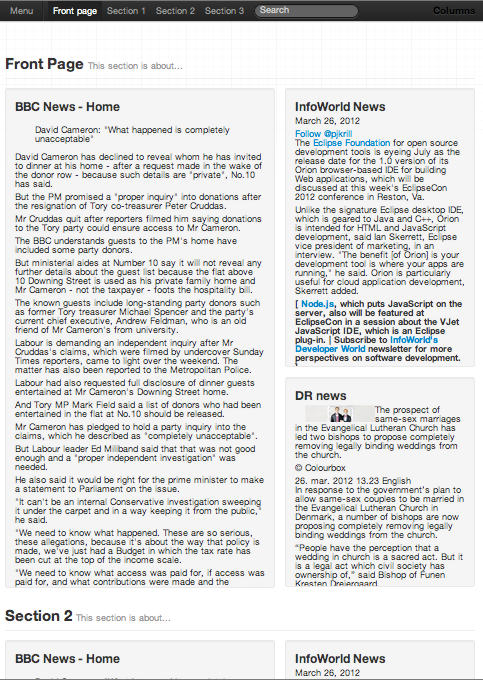 Menu Front page Section 1 Section 2 Section 3 Search Columns
Front Page This section is about...
BBC News - Home
David Cameron: "What happened is completely
unacceptable"
David Cameron has declined to reveal whom he has invited
to dinner at his home - after a request made in the wake of
the donor row - because such details are "private", No.10
has said.
But the PM promised a "proper inquiry" into donations after
the resignation of Tory co-treasurer Peter Cruddas.
Mr Cruddas quit after reporters filmed him saying donations
to the Tory party could ensure access to Mr Cameron.
The BBC understands guests to the PM's home have
included some party donors.
But ministerial aides at Number 10 say it will not reveal any
further details about the guest list because the flat above
10 Downing Street is used as his private family home and
Mr Cameron - not the taxpayer - foots the hospitality bill.
The known guests include long-standing party donors such
as former Tory treasurer Michael Spencer and the party's
current chief executive, Andrew Feldman, who is an old
friend of Mr Cameron's from university.
Labour is demanding an independent inquiry after Mr
Cruddas's claims, which were filmed by undercover Sunday
Times reporters, came to light over the weekend. The
matter has also been reported to the Metropolitan Police.
Labour had also requested full disclosure of dinner guests
entertained at Mr Cameron's Downing Street home.
And Tory MP Mark Field said a list of donors who had been
entertained in the flat at No.10 should be released.
Mr Cameron has pledged to hold a party inquiry into the
claims, which he described as "completely unacceptable".
But Labour leader Ed Miliband said that that was not good
enough and a "proper independent investigation" was
needed.
He also said it would be right for the prime minister to make
a statement to Parliament on the issue.
"It can't be an internal Conservative investigation sweeping
it under the carpet and in a way keeping it from the public,"
he said.
"We need to know what happened. These are so serious,
these allegations, because it's about the way that policy is
made, we've just had a Budget in which the tax rate has
been cut at the top of the income scale.
"We need to know what access was paid for, if access was
paid for, and what contributions were made and the
InfoWorld News
March 26, 2012
Follow @pjkrill
The Eclipse Foundation for open source
development tools is eyeing July as the
release date for the 1.0 version of its
Orion browser-based IDE for building
Web applications, which will be
discussed at this week's EclipseCon
2012 conference in Reston, Va.
Unlike the signature Eclipse desktop IDE,
which is geared to Java and C++, Orion
is intended for HTML and JavaScript
development, said Ian Skerrett, Eclipse
vice president of marketing, in an
interview. "The benefit [of Orion] is your
development tool is where your apps are
running," he said. Orion is particularly
useful for cloud application development,
Skerrett added.
[ Node.js, which puts JavaScript on the
server, also will be featured at
EclipseCon in a session about the VJet
JavaScript IDE, which is an Eclipse
plug-in. | Subscribe to InfoWorld's
Developer World newsletter for more
perspectives on software development.
DR news
The prospect of
same-sex marriages
in the Evangelical Lutheran Church has
led two bishops to propose completely
removing legally binding weddings from
the church.
© Colourbox
26. mar. 2012 13.23 English
In response to the government's plan to
allow same-sex couples to be married in
the Evangelical Lutheran Church in
Denmark, a number of bishops are now
proposing completely removing legally
binding weddings from the church.
"People have the perception that a
wedding in church is a sacred act. But it
is a legal act which civil society has
ownership of," said Bishop of Funen
Kresten Drejergaard.
Section 2 This section is about...
BBC News - Home
InfoWorld News
March 26, 2012